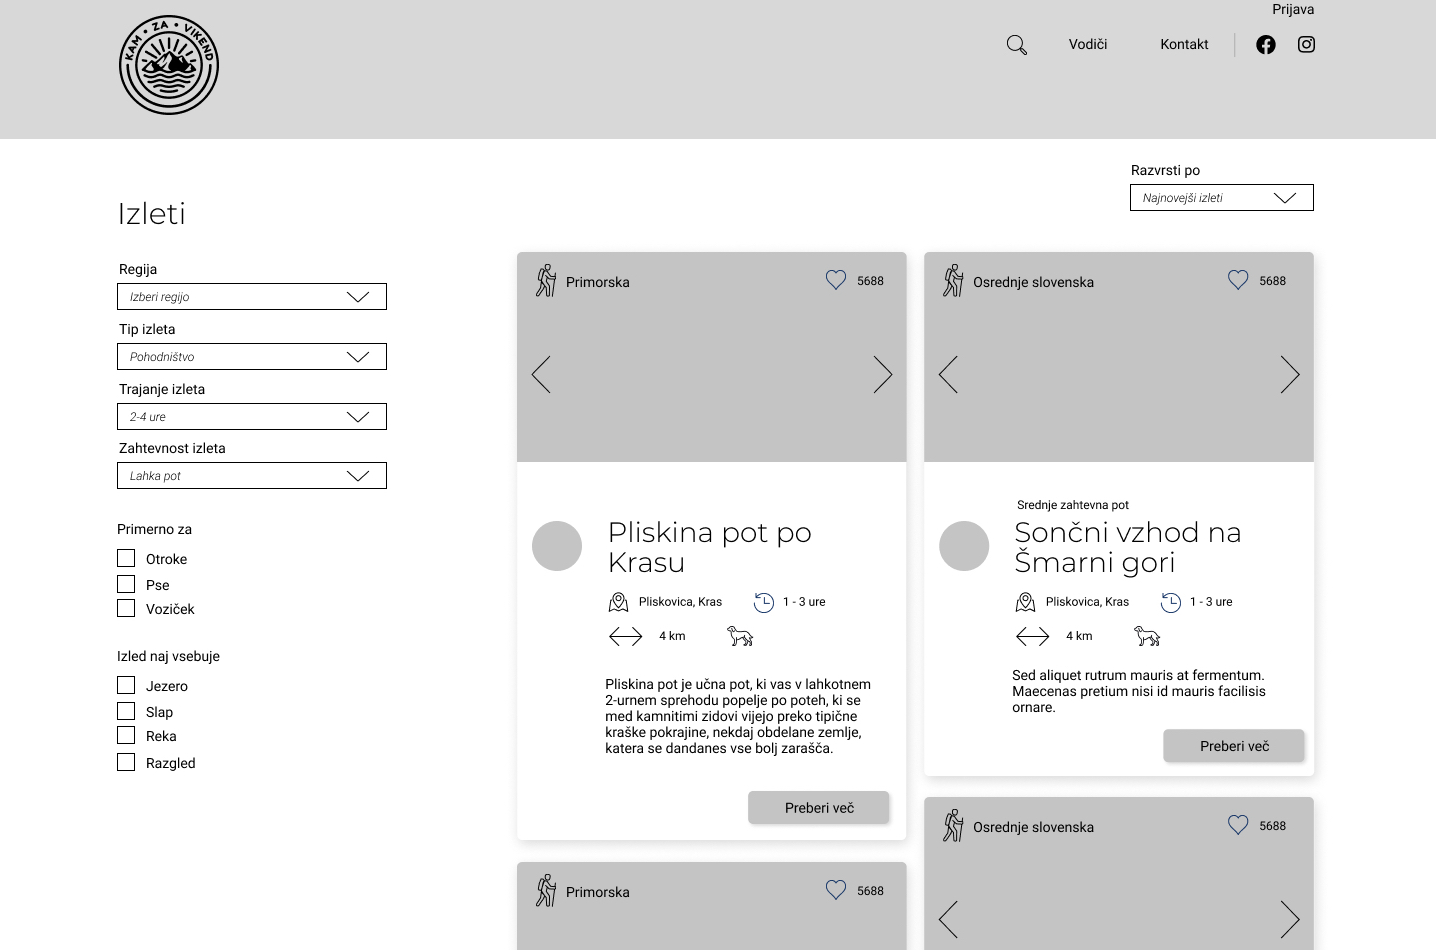 Prijava
KAM • ZA • VIKEND
Vodiči
Kontakt
Razvrsti po
Najnovejši izleti
Izleti
Regija
Izberi regijo
Tip izleta
Pohodništvo
Trajanje izleta
2-4 ure
Zahtevnost izleta
Lahka pot
Primerno za
Otroke
Pse
Voziček
Izled naj vsebuje
Jezero
Slap
Reka
Razgled
Primorska
5688
Pliskina pot po
Krasu
Pliskovica, Kras
1 - 3 ure
4 km
Pliskina pot je učna pot, ki vas v lahkotnem
2-urnem sprehodu popelje po poteh, ki se
med kamnitimi zidovi vijejo preko tipične
kraške pokrajine, nekdaj obdelane zemlje,
katera se dandanes vse bolj zarašča.
Preberi več
Primorska
5688
Osrednje slovenska
5688
Srednje zahtevna pot
Sončni vzhod na
Šmarni gori
Pliskovica, Kras
1 - 3 ure
4 km
Sed aliquet rutrum mauris at fermentum.
Maecenas pretium nisi id mauris facilisis
ornare.
Preberi več
Osrednje slovenska
5688